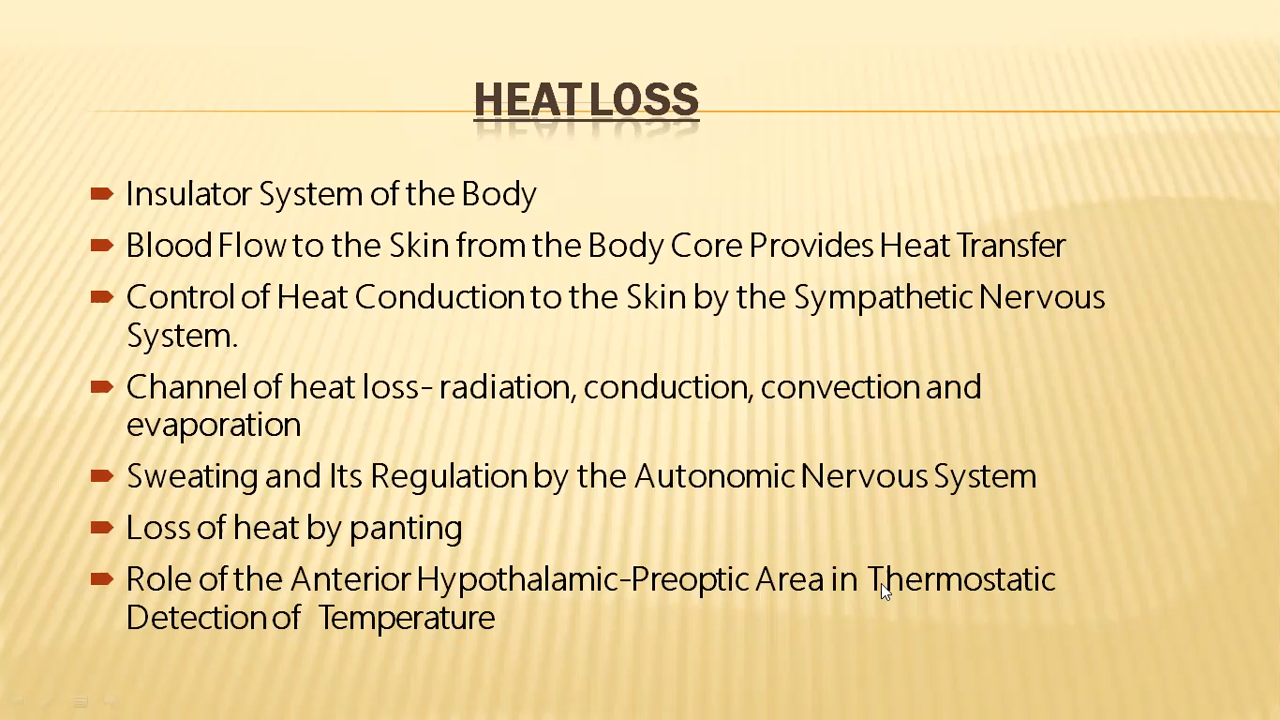 HEAT LOSS
Insulator System of the Body
Blood Flow to the Skin from the Body Core Provides Heat Transfer
Control of Heat Conduction to the Skin by the Sympathetic Nervous
System.
Channel of heat loss- radiation, conduction, convection and
evaporation
Sweating and Its Regulation by the Autonomic Nervous System
Loss of heat by panting
Role of the Anterior Hypothalamic-Preoptic Area in Thermostatic
Detection of Temperature